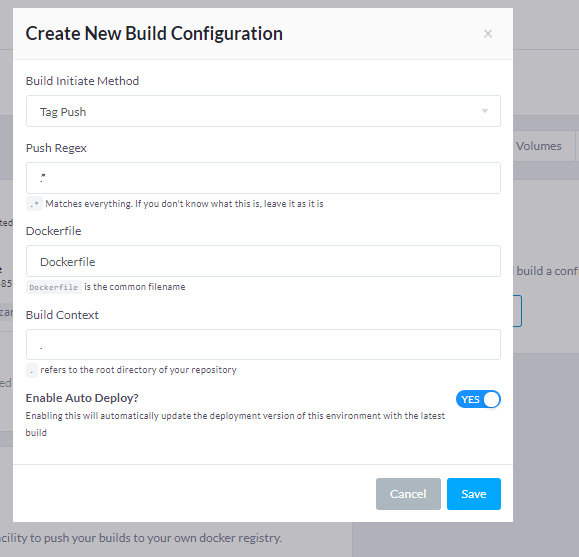 Create New Build Configuration
×
Build Initiate Method
Tag Push
Push Regex
.*
.* Matches everything. If you don't know what this is, leave it as it is
Volumes
Dockerfile
Dockerfile
Dockerfile is the common filename
build a conf
Build Context
.
. refers to the root directory of your repository
Enable Auto Deploy?
YES
Enabling this will automatically update the deployment version of this environment with the latest
build
Cancel
Save
cility to push your builds to your own docker registry.